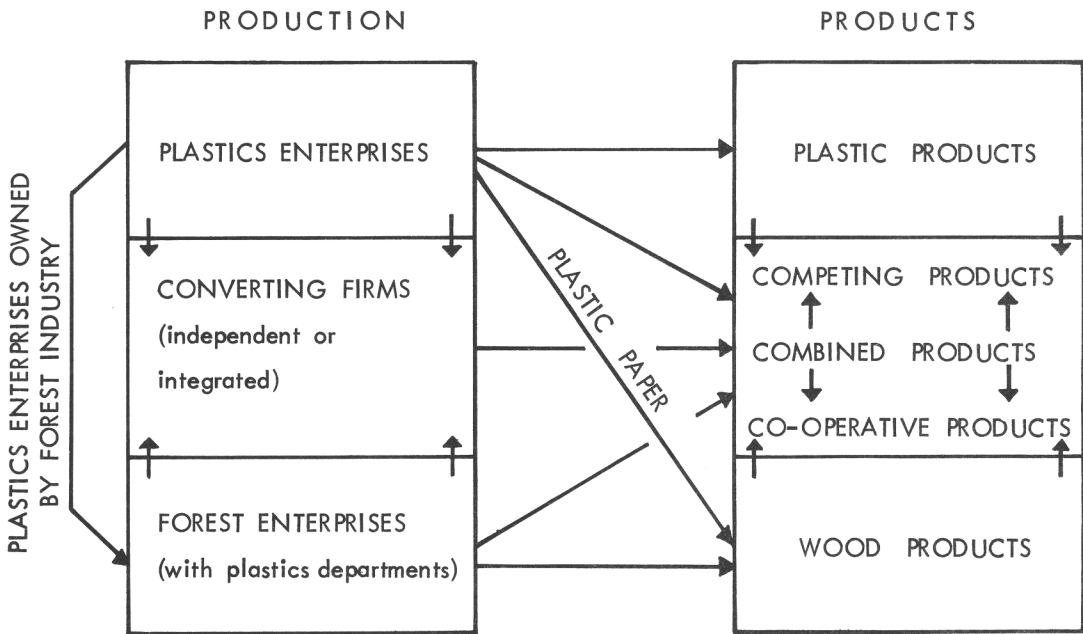 PRODUCTION
PRODUCTS
PLASTICS ENTERPRISES OWNED
BY FOREST INDUSTRY
PLASTICS ENTERPRISES
CONVERTING FIRMS
(independent or
integrated)
FOREST ENTERPRISES
(with plastics departments)
PLASTIC PAPER
PLASTIC PRODUCTS
COMPETING PRODUCTS
COMBINED PRODUCTS
CO-OPERATIVE PRODUCTS
WOOD PRODUCTS